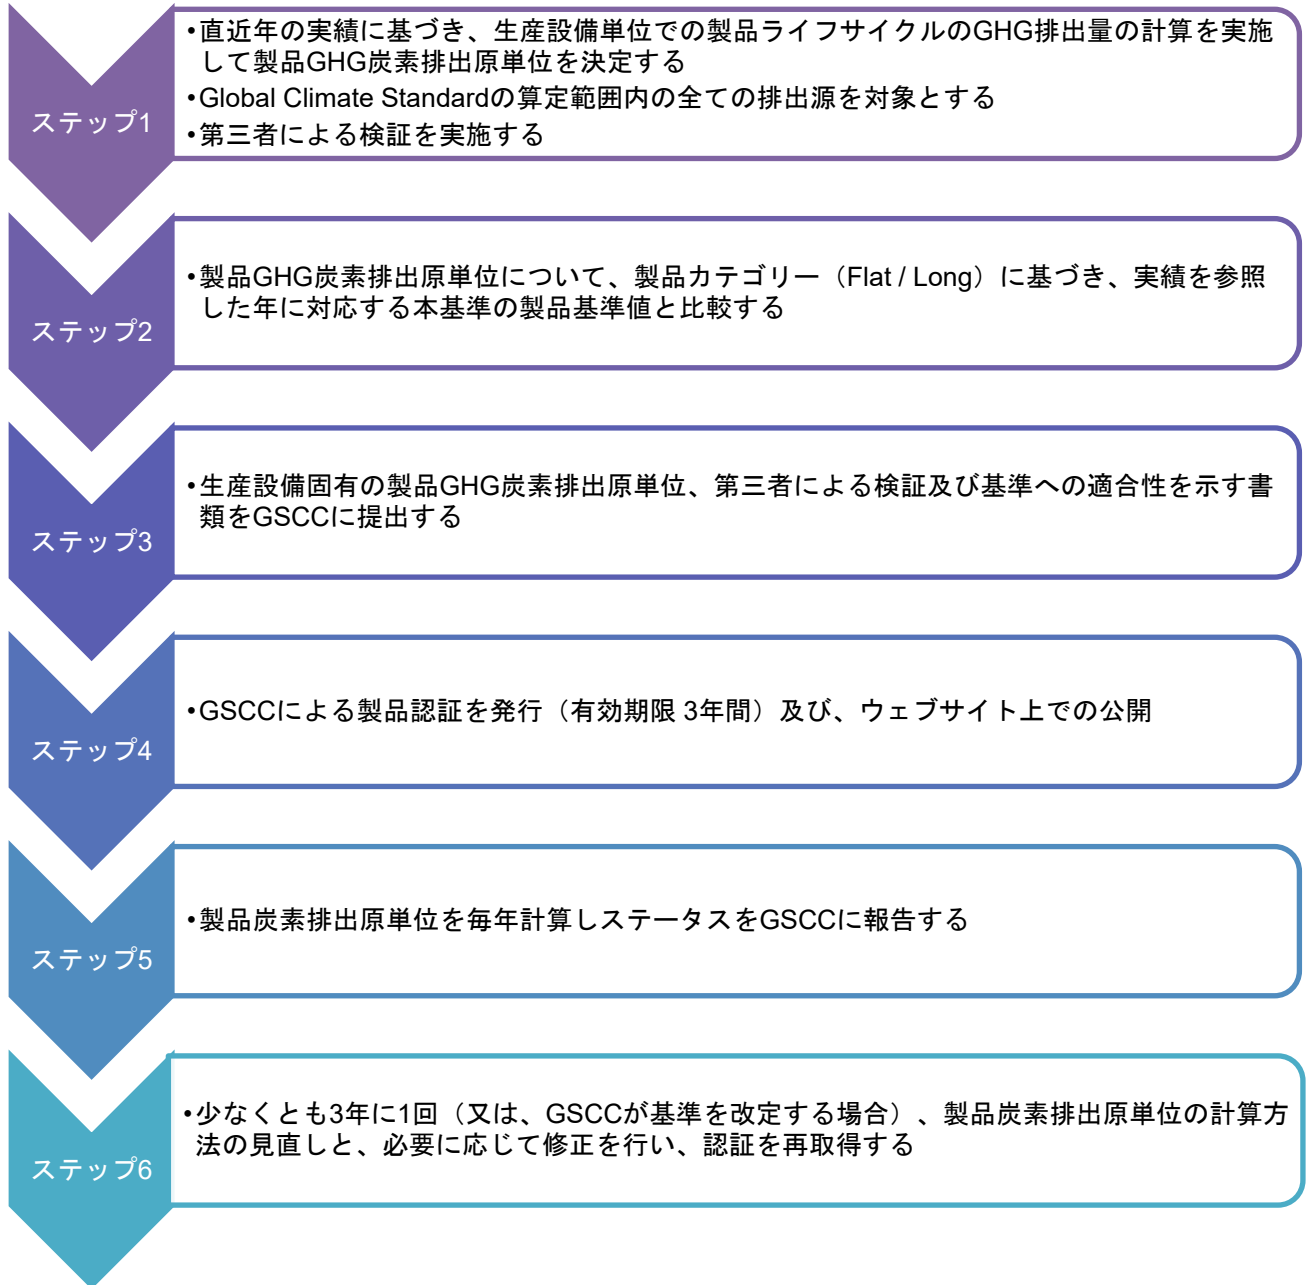 ステップ1
•直近年の実績に基づき、生産設備単位での製品ライフサイクルのGHG排出量の計算を実施
して製品GHG炭素排出原単位を決定する
•Global Climate Standardの算定範囲内の全ての排出源を対象とする
•第三者による検証を実施する
ステップ2
•製品GHG炭素排出原単位について、製品カテゴリー（Flat / Long）に基づき、実績を参照
した年に対応する本基準の製品基準値と比較する
ステップ3
•生産設備固有の製品GHG炭素排出原単位、第三者による検証及び基準への適合性を示す書
類をGSCCに提出する
ステップ4
•GSCCによる製品認証を発行（有効期限 3年間）及び、ウェブサイト上での公開
ステップ5
•製品炭素排出原単位を毎年計算しステータスをGSCCに報告する
ステップ6
•少なくとも3年に1回（又は、GSCCが基準を改定する場合）、製品炭素排出原単位の計算方
法の見直しと、必要に応じて修正を行い、認証を再取得する